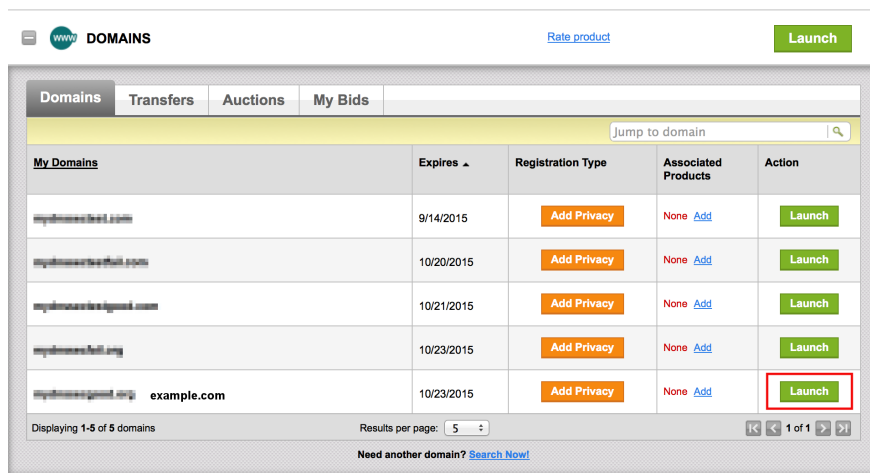 www DOMAINS Rate product Launch
Domains Transfers Auctions My Bids
Jump to domain
My Domains Expires Registration Type Associated Products Action
9/14/2015 Add Privacy None Add Launch
10/20/2015 Add Privacy None Add Launch
10/21/2015 Add Privacy None Add Launch
10/23/2015 Add Privacy None Add Launch
example.com 10/23/2015 Add Privacy None Add Launch
Displaying 1-5 of 5 domains Results per page: 5 1 of 1
Need another domain? Search Now!